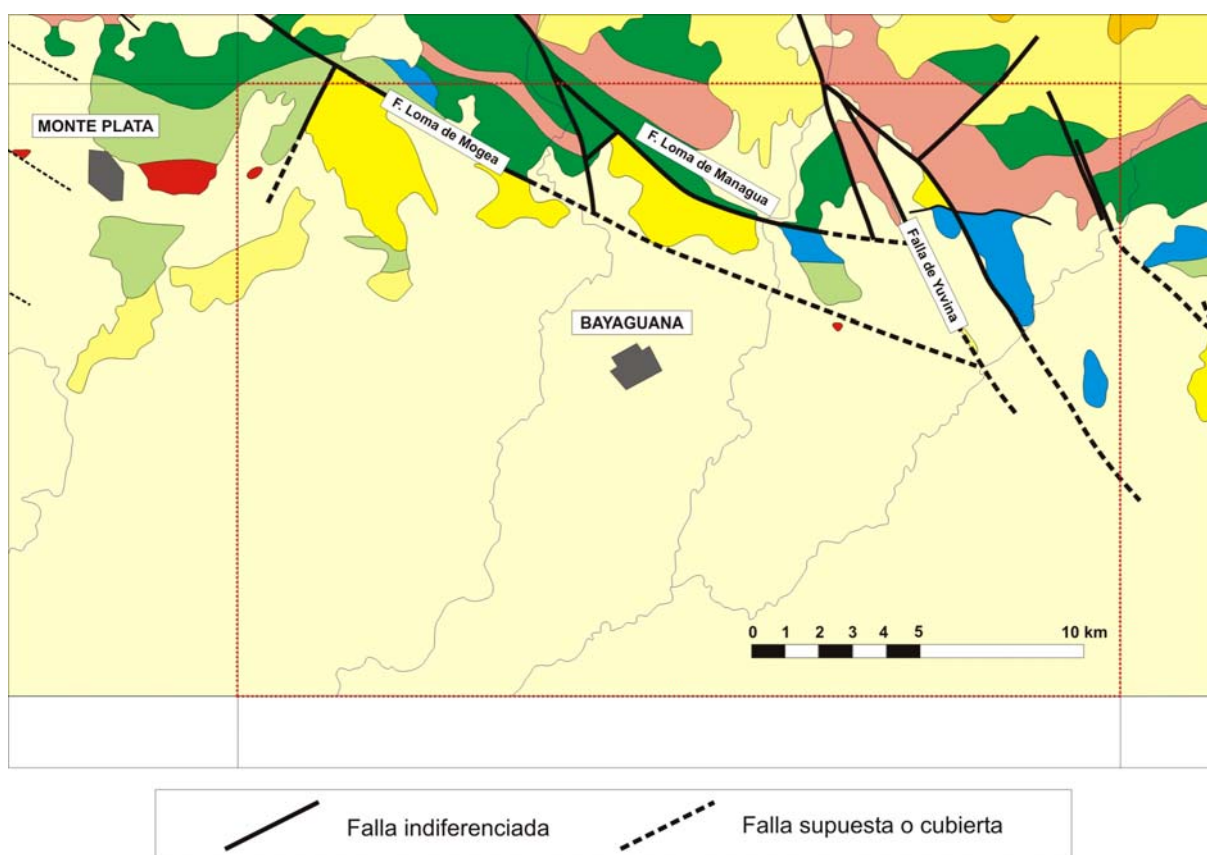 MONTE PLATA
F. Loma de Mogea
F. Loma de Managua
Falla de Yuvina
BAYAGUANA
0 1 2 3 4 5 10 km
Falla indiferenciada
Falla supuesta o cubierta